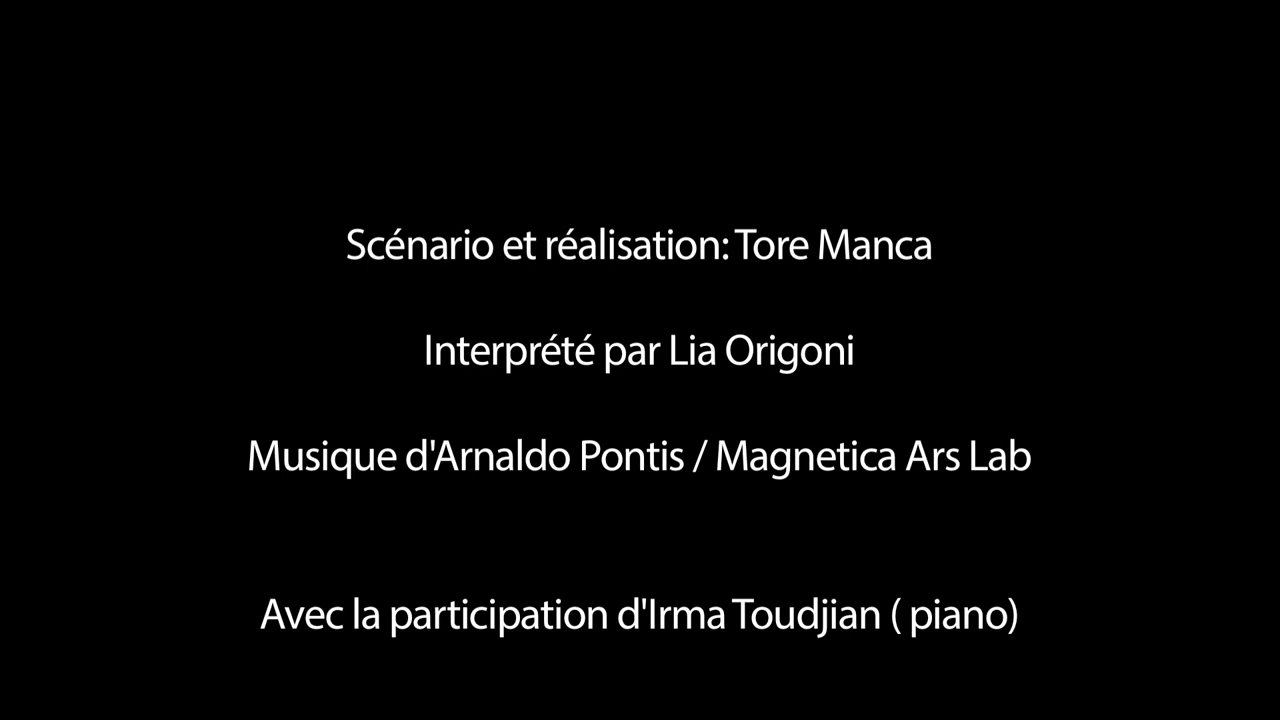 Scénario et réalisation: Tore Manca
Interprété par Lia Origoni
Musique d'Arnaldo Pontis / Magnetica Ars Lab
Avec la participation d'Irma Toudjian ( piano)